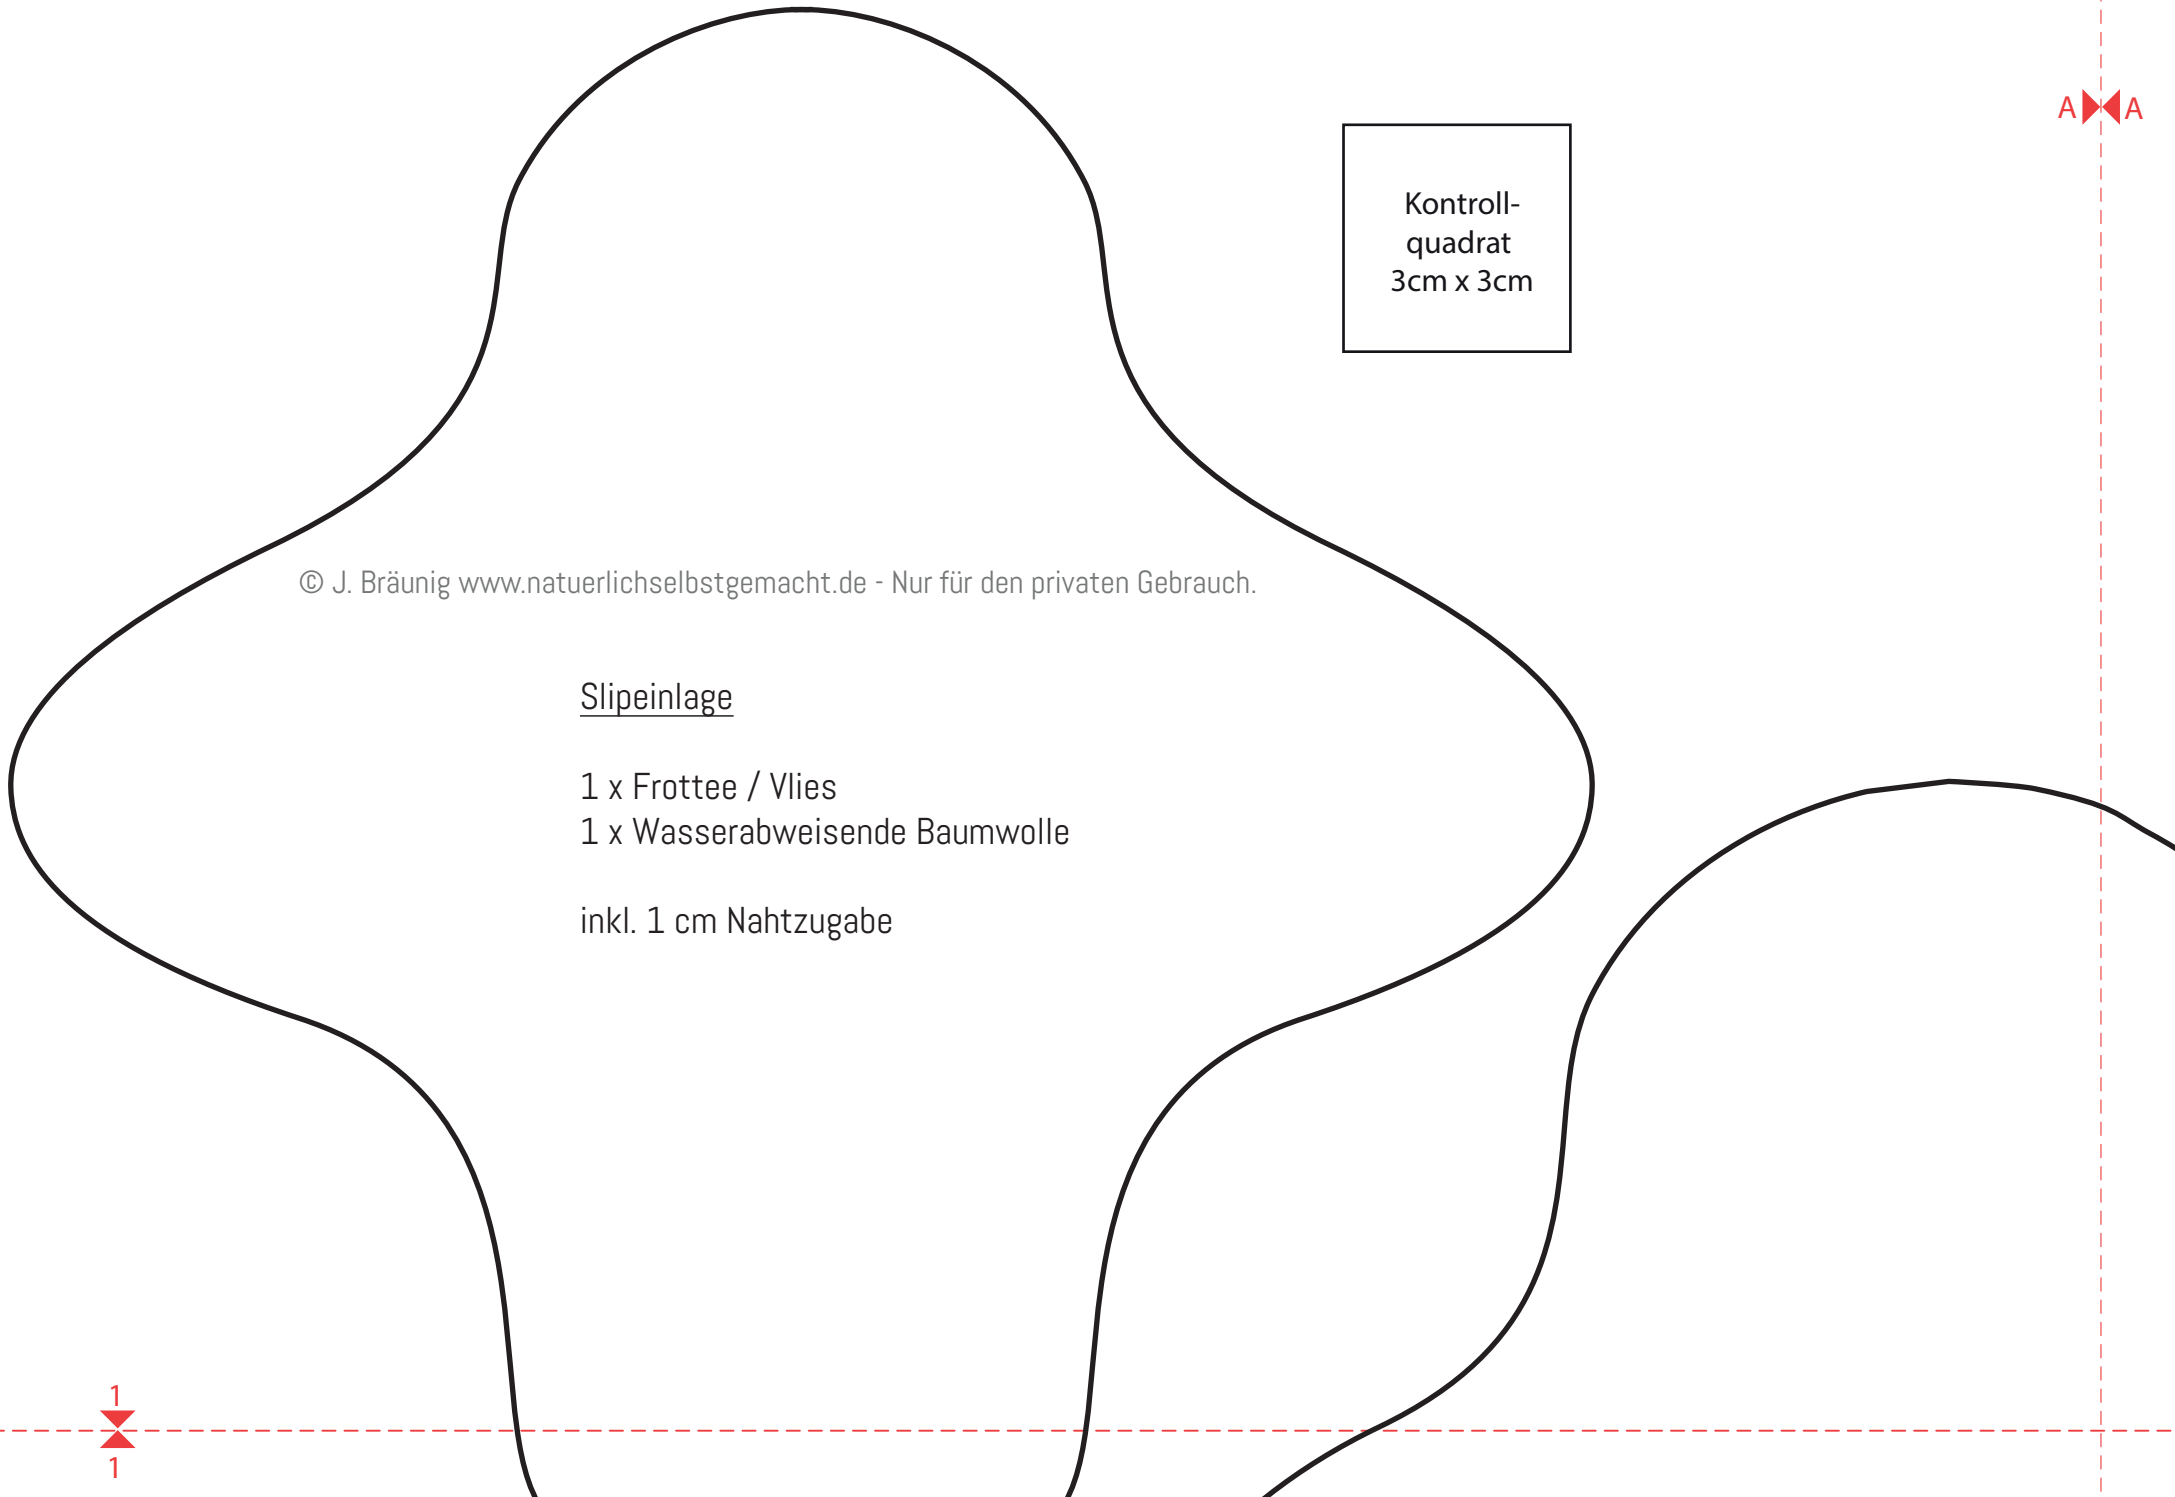 A A
Kontroll-
quadrat
3cm x 3cm
© J. Bräunig www.natuerlichselbstgemacht.de - Nur für den privaten Gebrauch.
Slipeinlage
1 x Frottee / Vlies
1 x Wasserabweisende Baumwolle
inkl. 1 cm Nahtzugabe
1
1